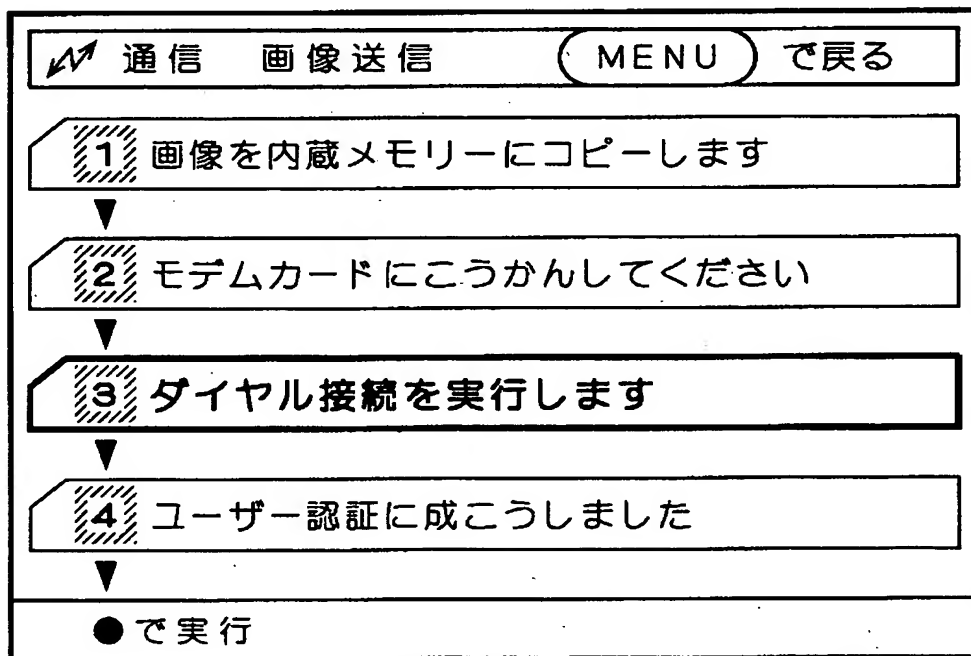 通信 画像送信 MENU で戻る
1 画像を内蔵メモリーにコピーします
▼
2 モデムカードにこうかんしてください
▼
3 ダイヤル接続を実行します
▼
4 ユーザー認証に成こうしました
▼
●で実行